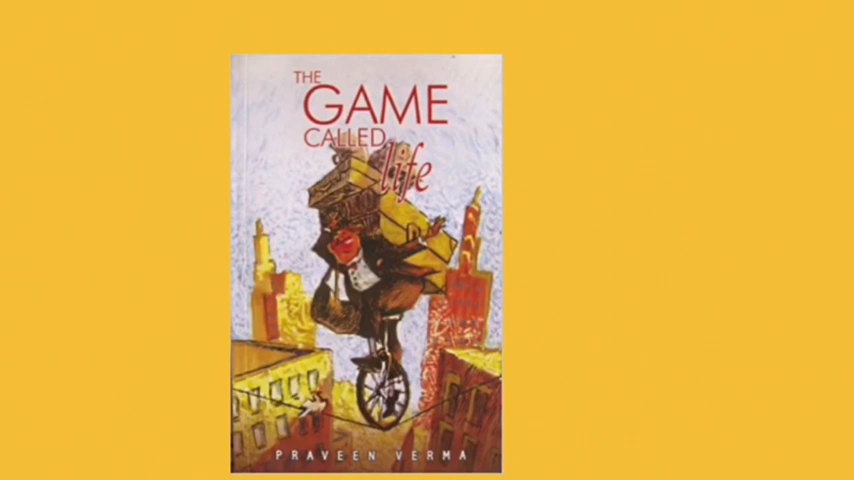 THE
GAME
CALLED
life
PRAVEEN VERMA